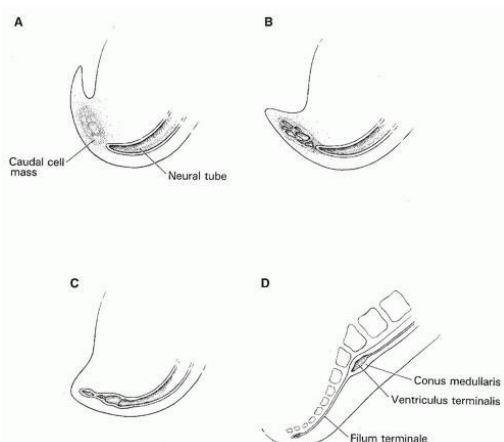 A
B
Caudal cell
mass
Neural tube
C
D
Conus medullaris
Ventriculus terminalis
Filum terminale